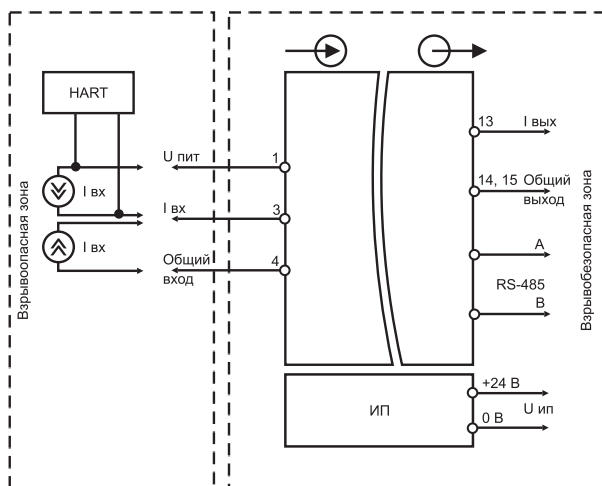 HART
Взрывоопасная зона
I вх
I вх
U пит
1
I вх
3
Общий
вход
4
13
I вых
14, 15 Общий
выход
A
RS-485
B
Взрывобезопасная зона
ИП
+24 В
U ип
0 В